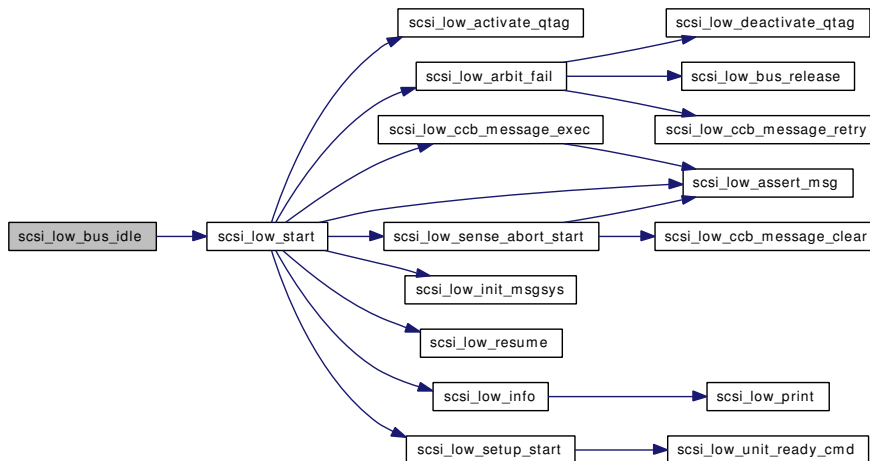 scsi_low_activate_qtag
scsi_low_deactivate_qtag
scsi_low_arbit_fail
scsi_low_bus_release
scsi_low_ccb_message_exec
scsi_low_ccb_message_retry
scsi_low_assert_msg
scsi_low_bus_idle
scsi_low_start
scsi_low_sense_abort_start
scsi_low_ccb_message_clear
scsi_low_init_msgsys
scsi_low_resume
scsi_low_info
scsi_low_print
scsi_low_setup_start
scsi_low_unit_ready_cmd